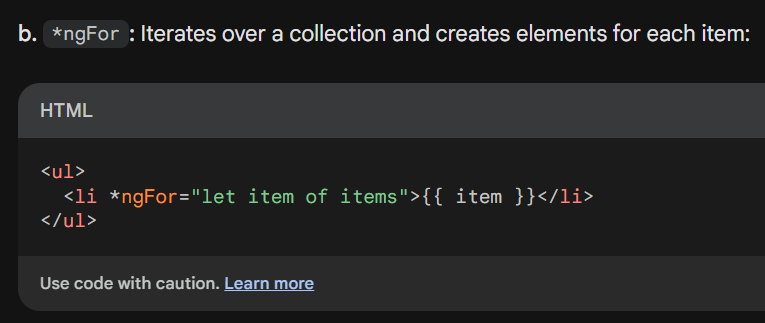 b. *ngFor : Iterates over a collection and creates elements for each item:
HTML
<ul>
  <li *ngFor="let item of items">{{ item }}</li>
</ul>
Use code with caution. Learn more